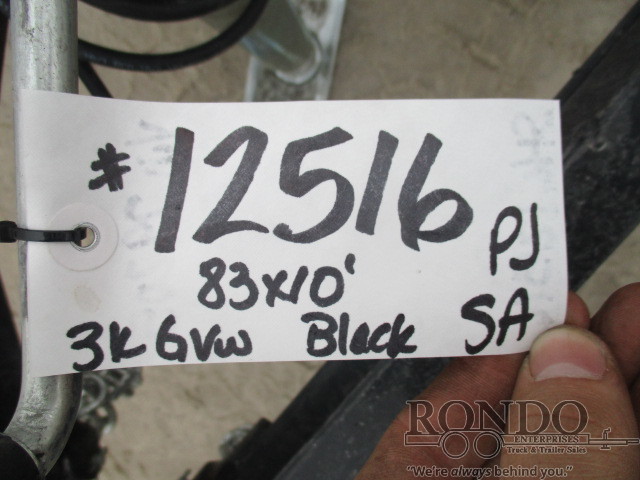 #12516
PJ
83x10'
3K GVW Black SA
RONDO
ENTERPRISES
Truck & Trailer Sales
"We're always behind you."